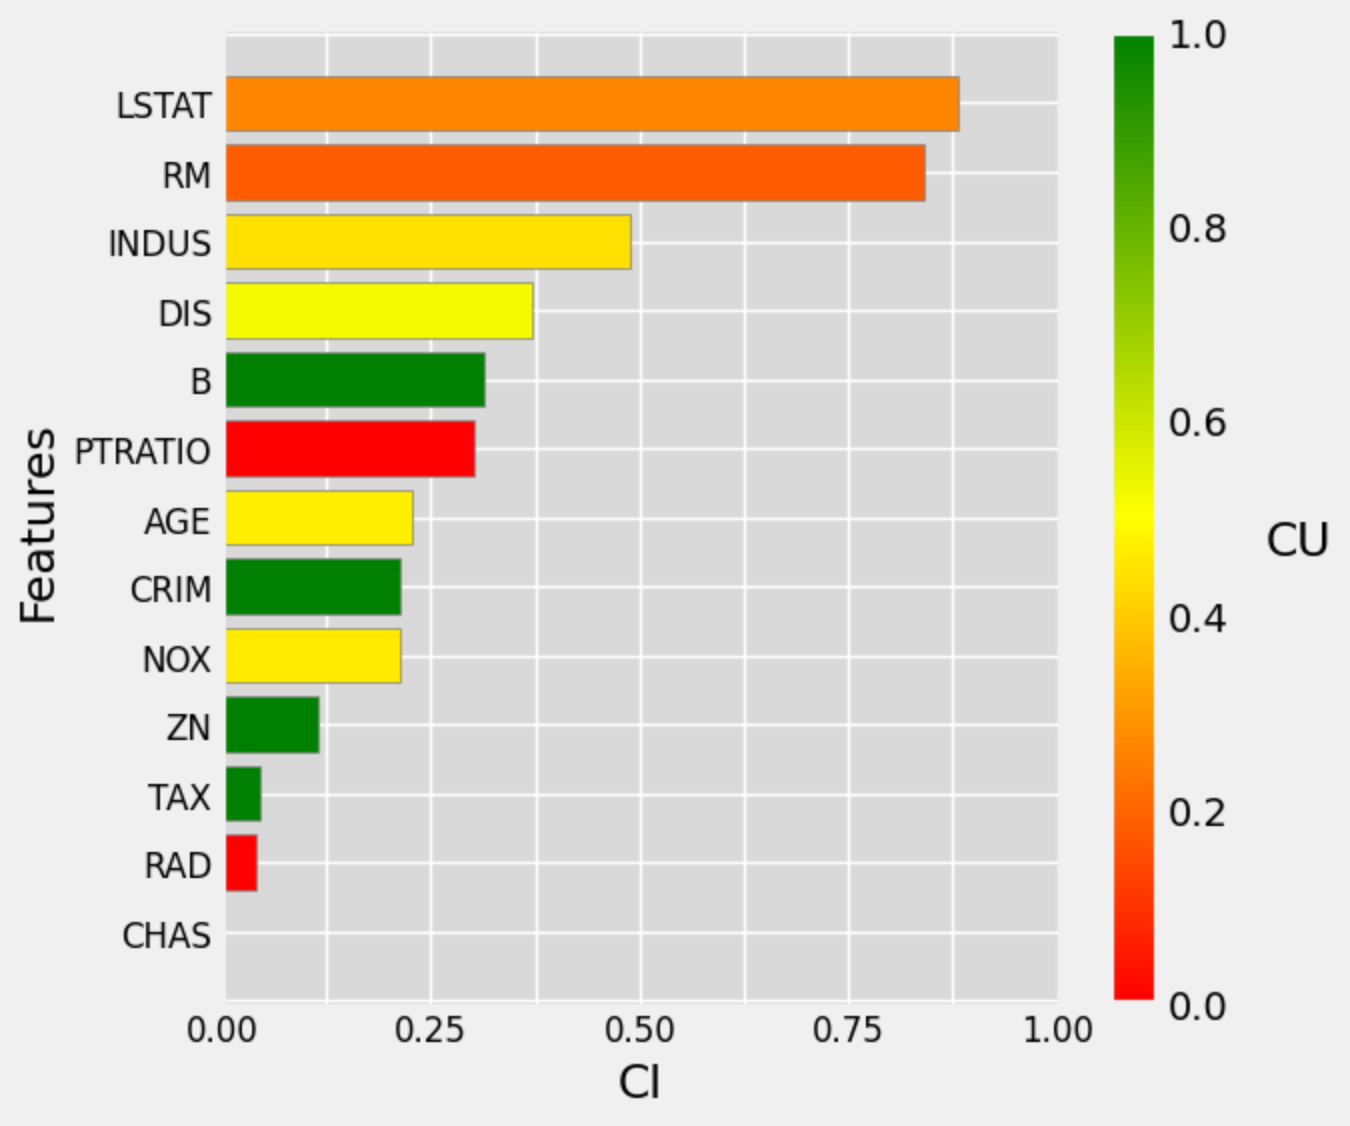 Features
LSTAT
RM
INDUS
DIS
B
PTRATIO
AGE
CRIM
NOX
ZN
TAX
RAD
CHAS
0.00 0.25 0.50 0.75 1.00
CI
1.0
0.8
0.6
0.4
0.2
0.0
CU